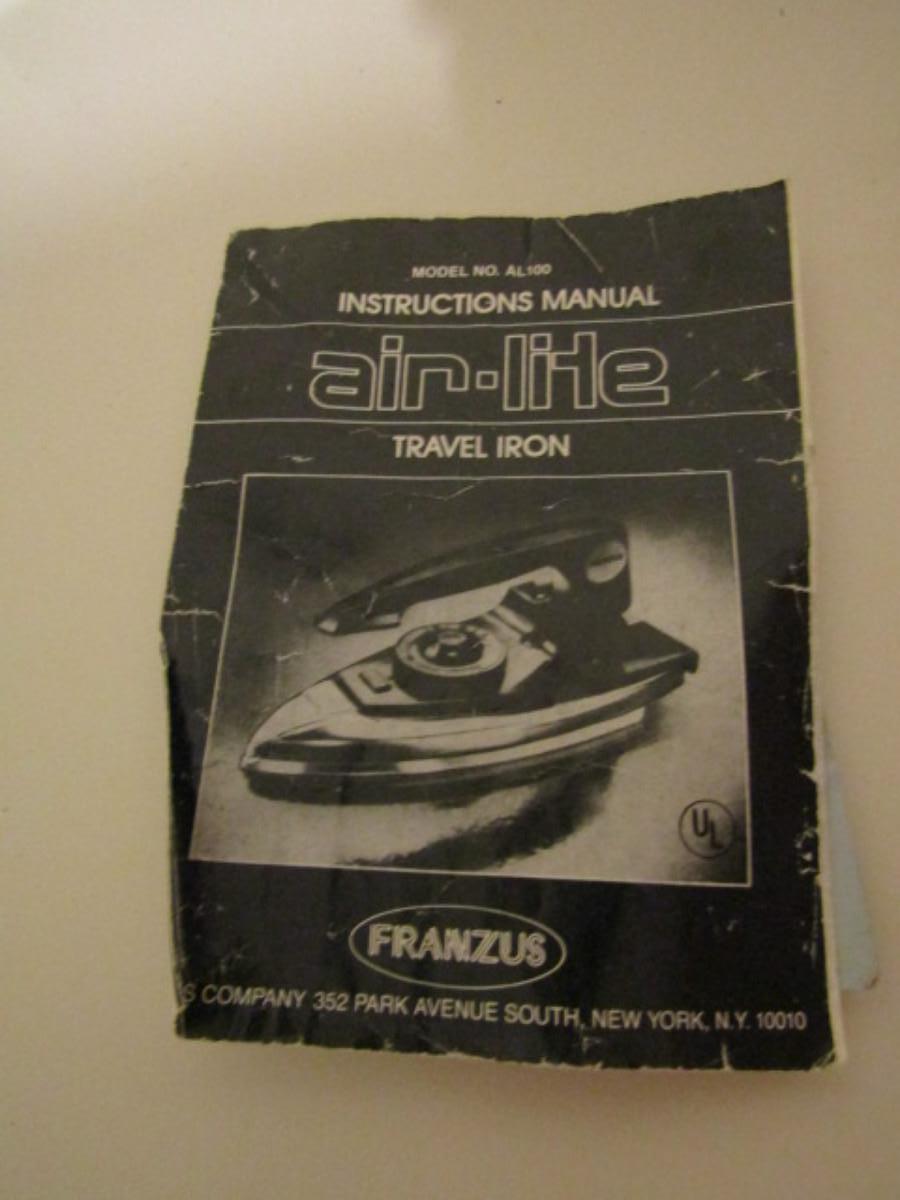 MODEL NO. AL100
INSTRUCTIONS MANUAL
air-lite
TRAVEL IRON
UL
FRANZUS
S COMPANY 352 PARK AVENUE SOUTH, NEW YORK, N.Y. 10010